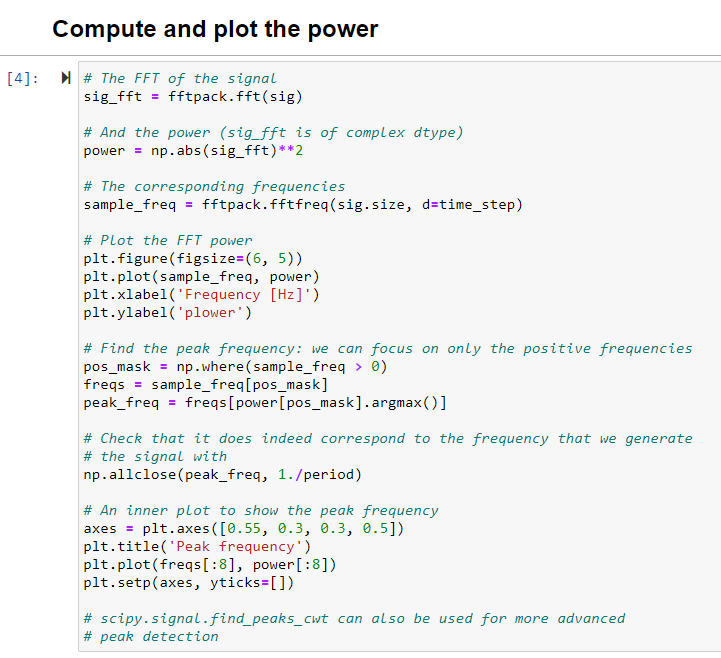 Compute and plot the power
[4]:
# The FFT of the signal
sig_fft = fftpack.fft(sig)
# And the power (sig_fft is of complex dtype)
power = np.abs(sig_fft)**2
# The corresponding frequencies
sample_freq = fftpack.fftfreq(sig.size, d=time_step)
# Plot the FFT power
plt.figure(figsize=(6, 5))
plt.plot(sample_freq, power)
plt.xlabel('Frequency [Hz]')
plt.ylabel('plower')
# Find the peak frequency: we can focus on only the positive frequencies
pos_mask = np.where(sample_freq > 0)
freqs = sample_freq[pos_mask]
peak_freq = freqs[power[pos_mask].argmax()]
# Check that it does indeed correspond to the frequency that we generate
# the signal with
np.allclose(peak_freq, 1./period)
# An inner plot to show the peak frequency
axes = plt.axes([0.55, 0.3, 0.3, 0.5])
plt.title('Peak frequency')
plt.plot(freqs[:8], power[:8])
plt.setp(axes, yticks=[])
# scipy.signal.find_peaks_cwt can also be used for more advanced
# peak detection